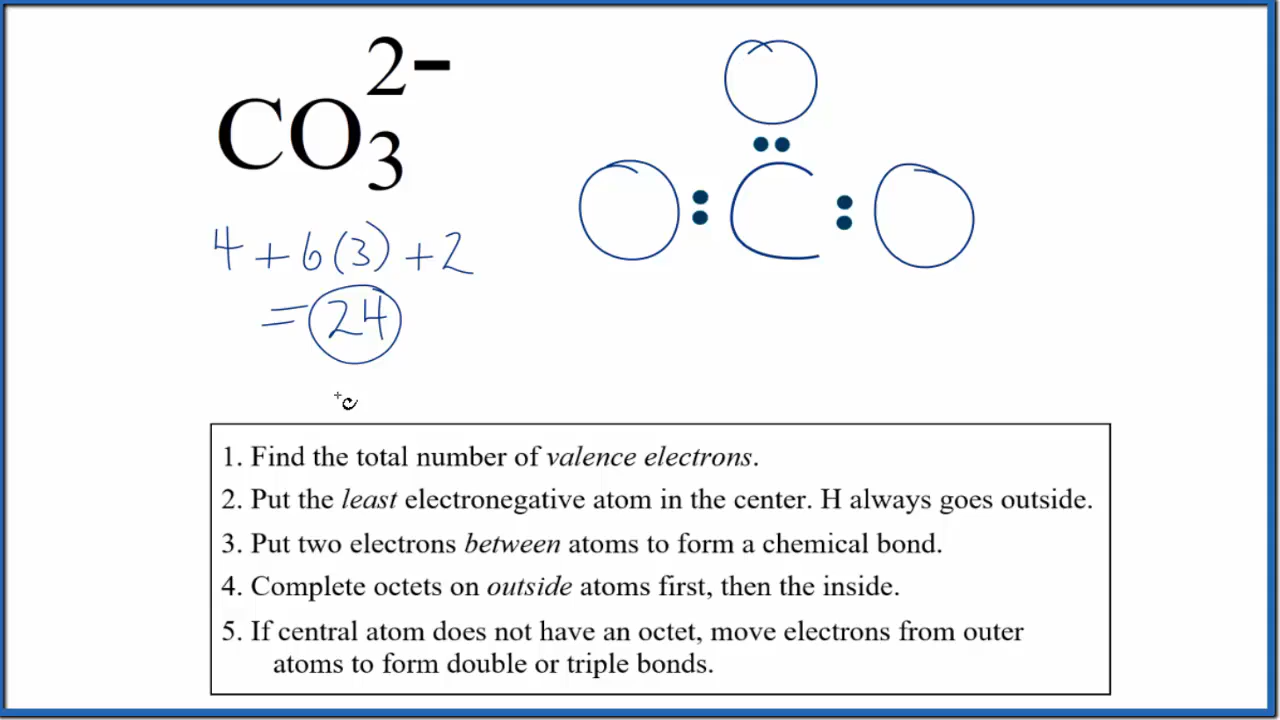 CO₃²⁻
4 + 6(3) + 2
= 24
O
O : C : O
1. Find the total number of valence electrons.
2. Put the least electronegative atom in the center. H always goes outside.
3. Put two electrons between atoms to form a chemical bond.
4. Complete octets on outside atoms first, then the inside.
5. If central atom does not have an octet, move electrons from outer
atoms to form double or triple bonds.